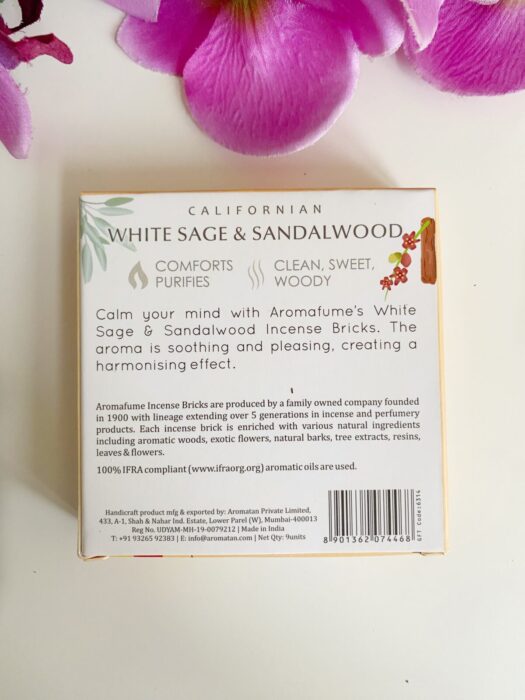 CALIFORNIAN
WHITE SAGE & SANDALWOOD
COMFORTS
PURIFIES
CLEAN, SWEET,
WOODY
Calm your mind with Aromafume's White
Sage & Sandalwood Incense Bricks. The
aroma is soothing and pleasing, creating a
harmonising effect.
Aromafume Incense Bricks are produced by a family owned company founded
in 1900 with lineage extending over 5 generations in incense and perfumery
products. Each incense brick is enriched with various natural ingredients
including aromatic woods, exotic flowers, natural barks, tree extracts, resins,
leaves & flowers.
100% IFRA compliant (www.ifraorg.org) aromatic oils are used.
Handicraft product mfg & exported by: Aromatan Private Limited,
433, A-1, Shah & Nahar Ind. Estate, Lower Parel (W), Mumbai-400013
Reg No. UDYAM-MH-19-0079212 | Made in India
T: +91 93265 92383 | E: info@aromatan.com | Net Qty: 9units
8 901362 074468
GFT Code:6314